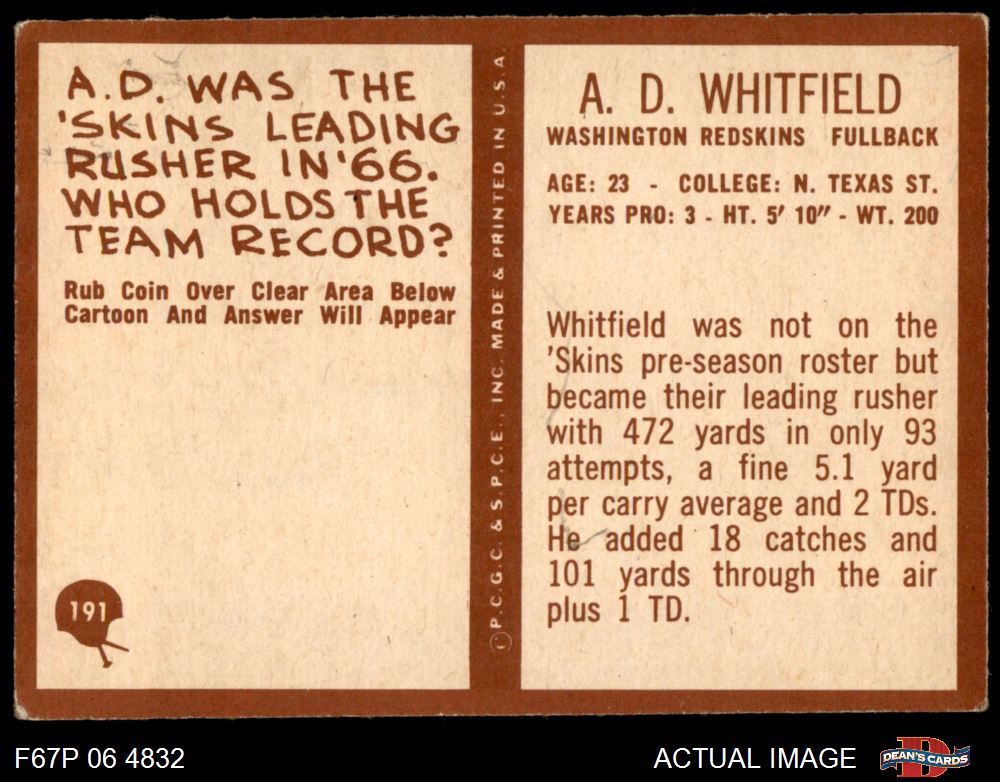 A.D. WAS THE
'SKINS LEADING
RUSHER IN '66.
WHO HOLDS THE
TEAM RECORD?
Rub Coin Over Clear Area Below
Cartoon And Answer Will Appear
191
© P.C.G.C. & S.P.C.E., INC. MADE & PRINTED IN U.S.A.
A. D. WHITFIELD
WASHINGTON REDSKINS FULLBACK
AGE: 23 - COLLEGE: N. TEXAS ST.
YEARS PRO: 3 - HT. 5' 10" - WT. 200
Whitfield was not on the
'Skins pre-season roster but
became their leading rusher
with 472 yards in only 93
attempts, a fine 5.1 yard
per carry average and 2 TDs.
He added 18 catches and
101 yards through the air
plus 1 TD.
F67P 06 4832
ACTUAL IMAGE
DEAN'S CARDS